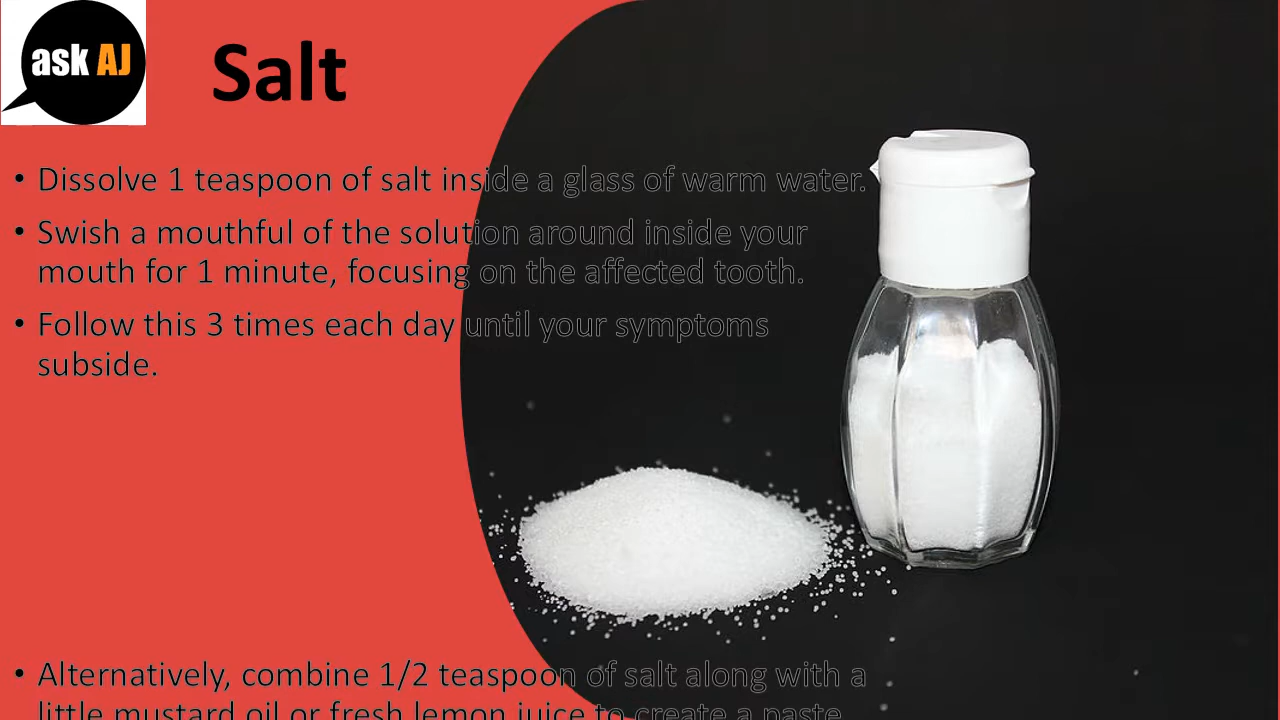 ask AJ
Salt
• Dissolve 1 teaspoon of salt inside a glass of warm water.
• Swish a mouthful of the solution around inside your
mouth for 1 minute, focusing on the affected tooth.
• Follow this 3 times each day until your symptoms
subside.
• Alternatively, combine 1/2 teaspoon of salt along with a
little mustard oil or fresh lemon juice to create a paste